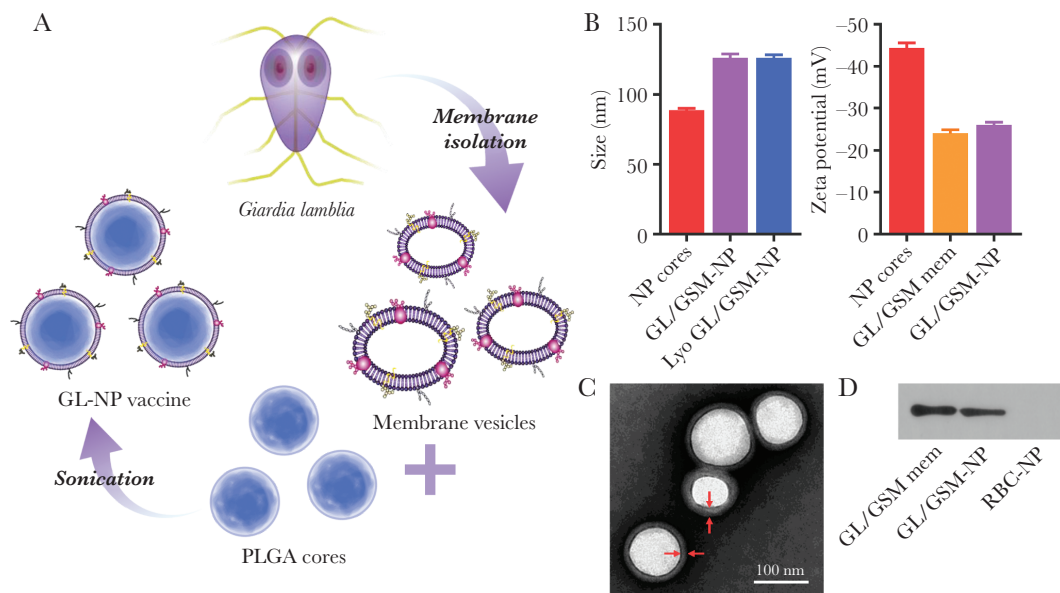 A
Membrane
isolation
Giardia lamblia
GL-NP vaccine
Membrane vesicles
Sonication
PLGA cores
B
150
100
50
0
Size (nm)
NP cores
GL/GSM-NP
Lyo GL/GSM-NP
–50
–40
–30
–20
–10
0
Zeta potential (mV)
NP cores
GL/GSM mem
GL/GSM-NP
C
100 nm
D
GL/GSM mem
GL/GSM-NP
RBC-NP